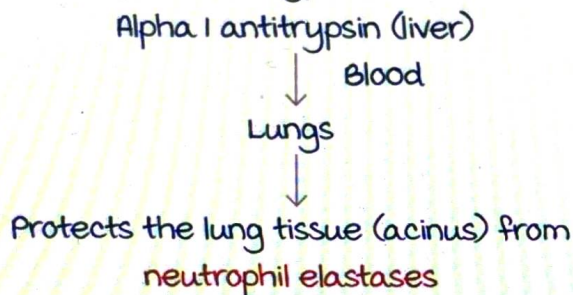 Alpha 1 antitrypsin (liver)
Blood
Lungs
Protects the lung tissue (acinus) from
neutrophil elastases